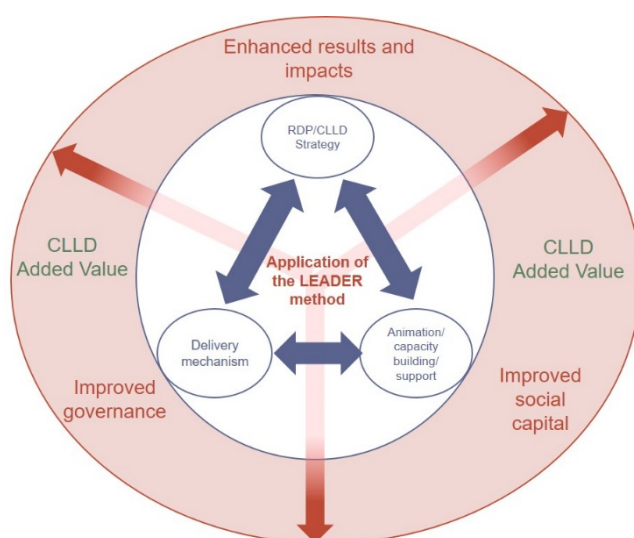 Enhanced results and
impacts
RDP/CLLD
Strategy
CLLD
Added Value
Application of
the LEADER
method
CLLD
Added Value
Delivery
mechanism
Animation/
capacity
building/
support
Improved
governance
Improved
social
capital